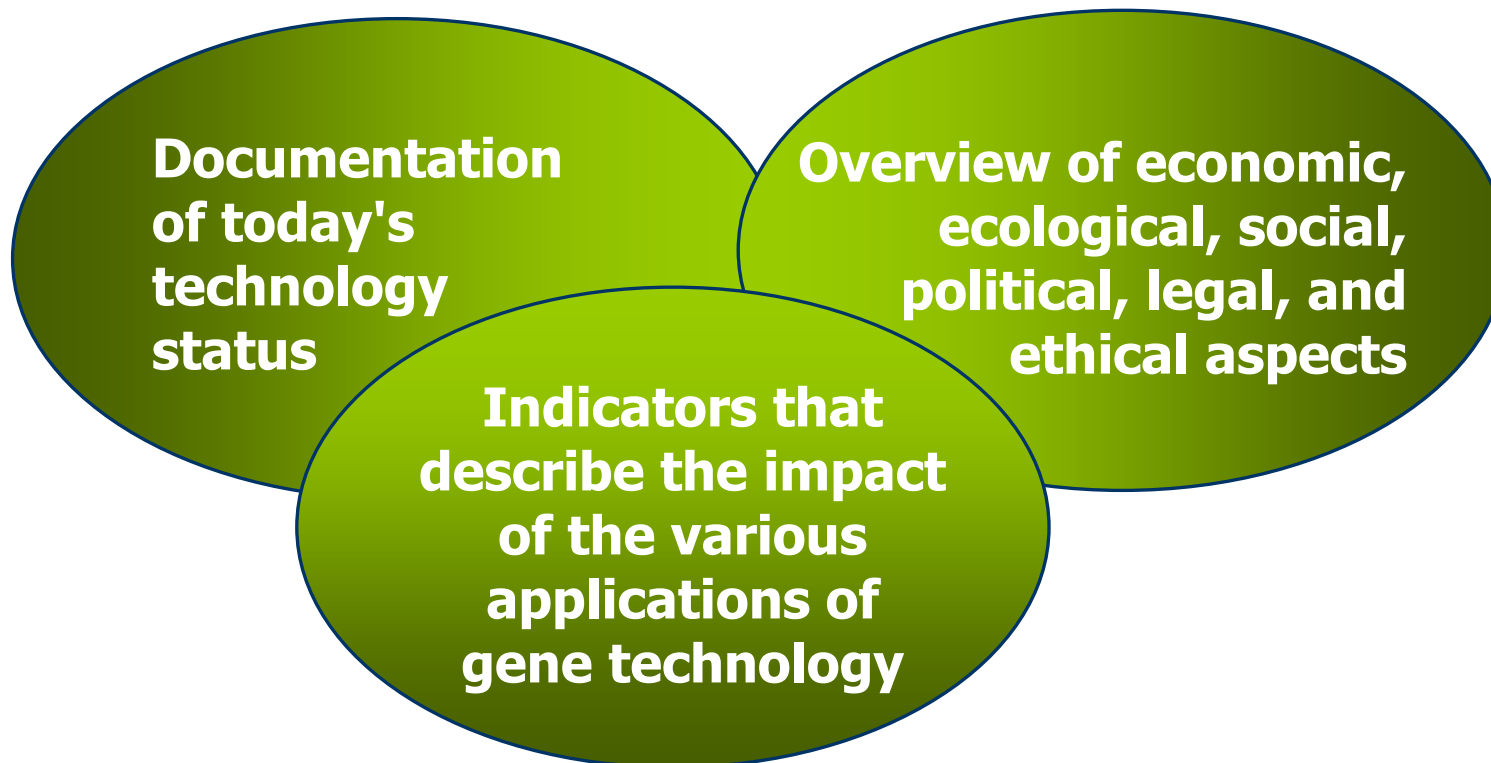 Documentation
of today's
technology
status
Overview of economic,
ecological, social,
political, legal, and
ethical aspects
Indicators that
describe the impact
of the various
applications of
gene technology